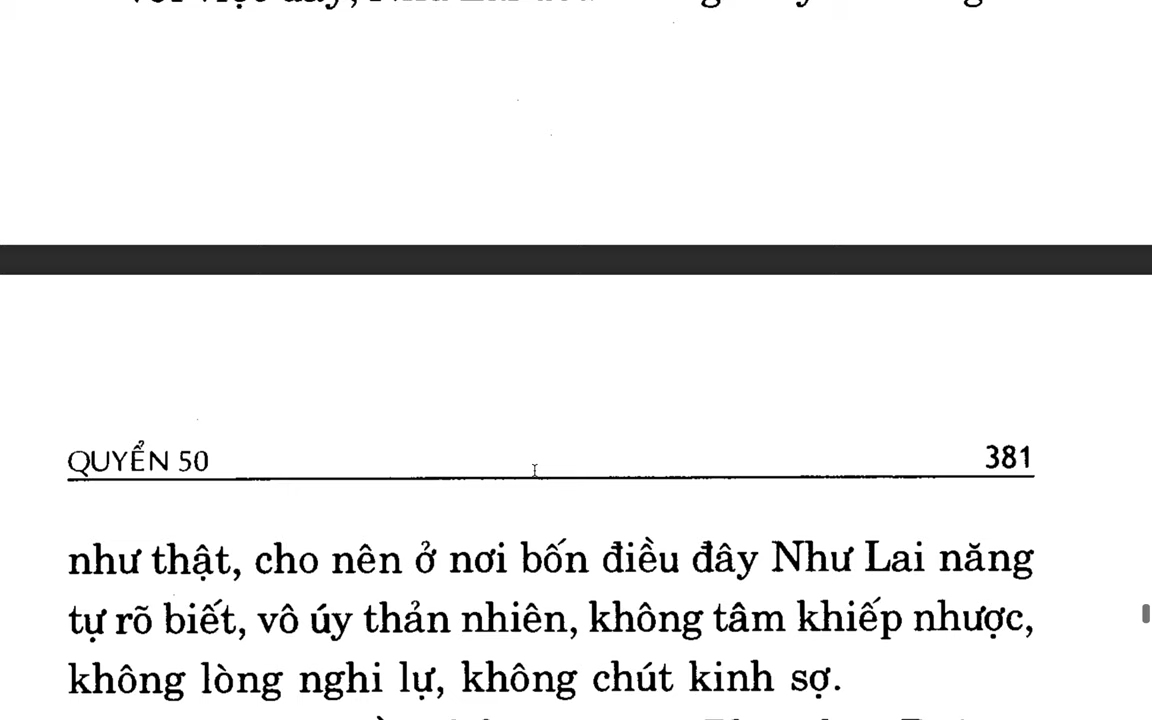 QUYỂN 50 381
như thật, cho nên ở nơi bốn điều đây Như Lai năng
tự rõ biết, vô úy thản nhiên, không tâm khiếp nhược,
không lòng nghi lự, không chút kinh sợ.